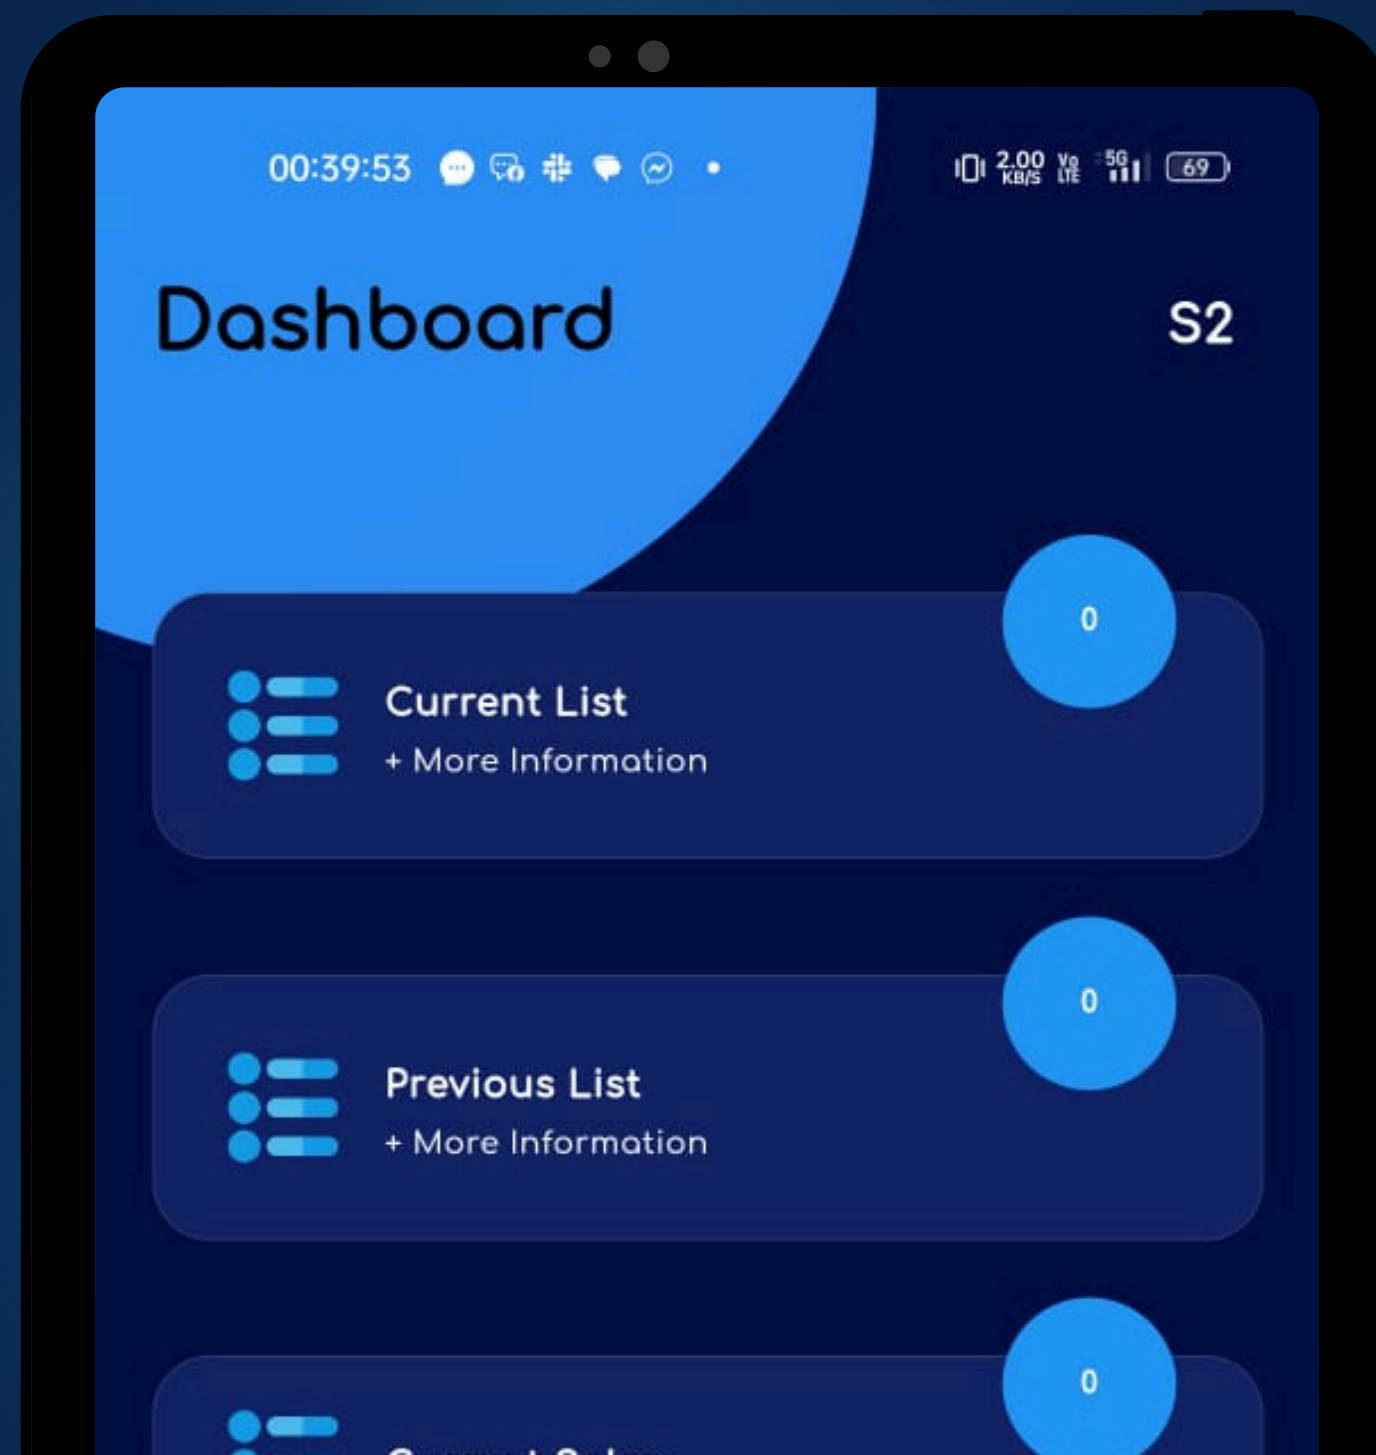 00:39:53 2.00 KB/S Vo LTE 5G 69
Dashboard
S2
0
Current List
+ More Information
0
Previous List
+ More Information
0